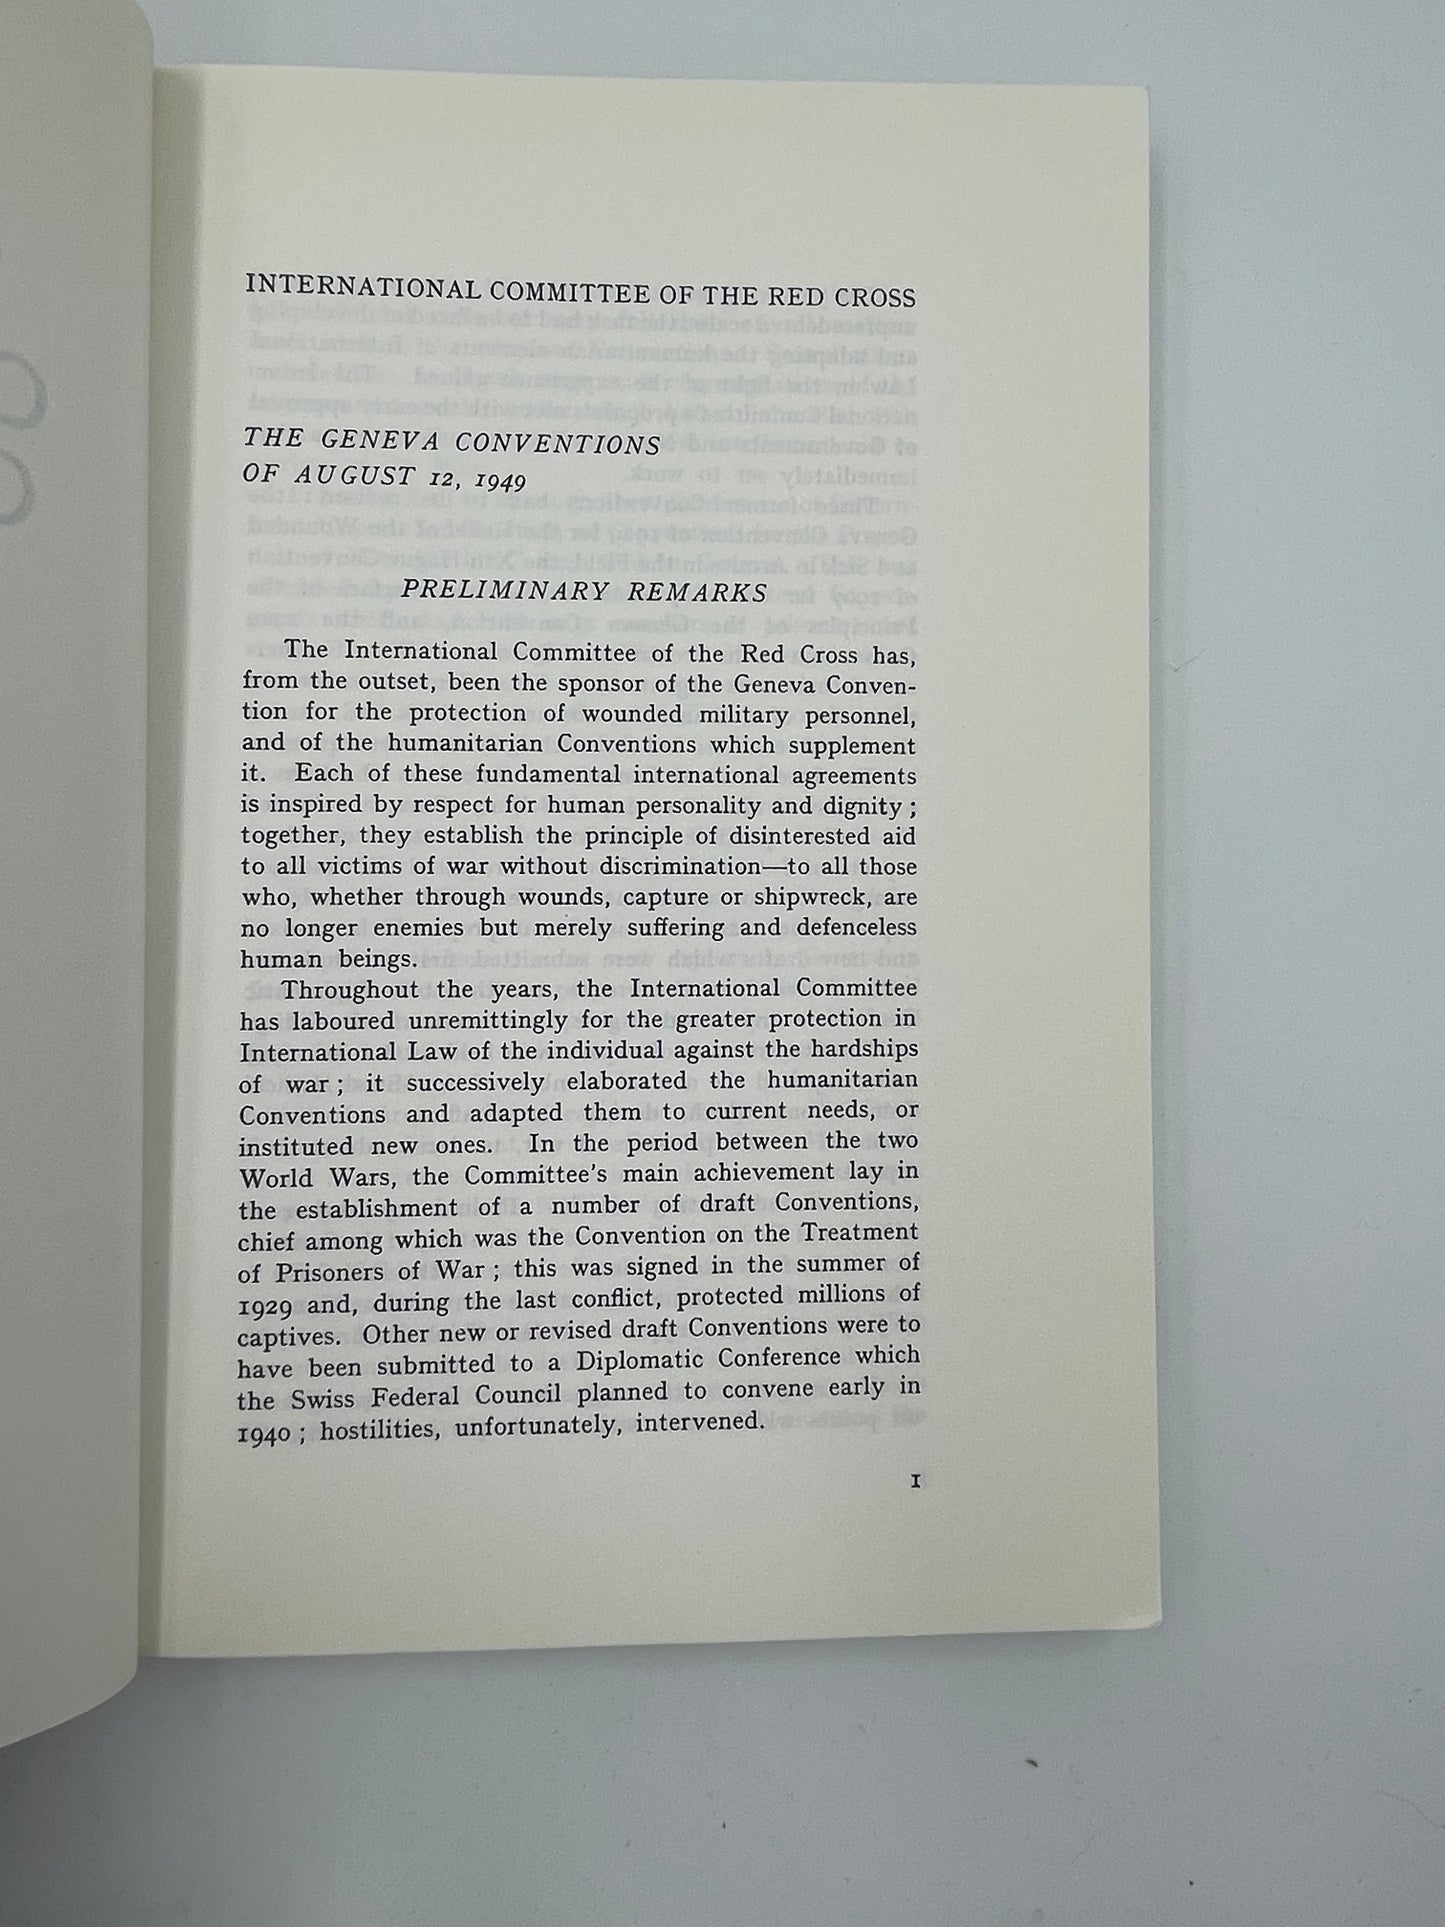 INTERNATIONAL COMMITTEE OF THE RED CROSS
THE GENEVA CONVENTIONS
OF AUGUST 12, 1949
PRELIMINARY REMARKS
The International Committee of the Red Cross has,
from the outset, been the sponsor of the Geneva Conven-
tion for the protection of wounded military personnel,
and of the humanitarian Conventions which supplement
it. Each of these fundamental international agreements
is inspired by respect for human personality and dignity ;
together, they establish the principle of disinterested aid
to all victims of war without discrimination—to all those
who, whether through wounds, capture or shipwreck, are
no longer enemies but merely suffering and defenceless
human beings.
Throughout the years, the International Committee
has laboured unremittingly for the greater protection in
International Law of the individual against the hardships
of war ; it successively elaborated the humanitarian
Conventions and adapted them to current needs, or
instituted new ones. In the period between the two
World Wars, the Committee's main achievement lay in
the establishment of a number of draft Conventions,
chief among which was the Convention on the Treatment
of Prisoners of War ; this was signed in the summer of
1929 and, during the last conflict, protected millions of
captives. Other new or revised draft Conventions were to
have been submitted to a Diplomatic Conference which
the Swiss Federal Council planned to convene early in
1940 ; hostilities, unfortunately, intervened.
1